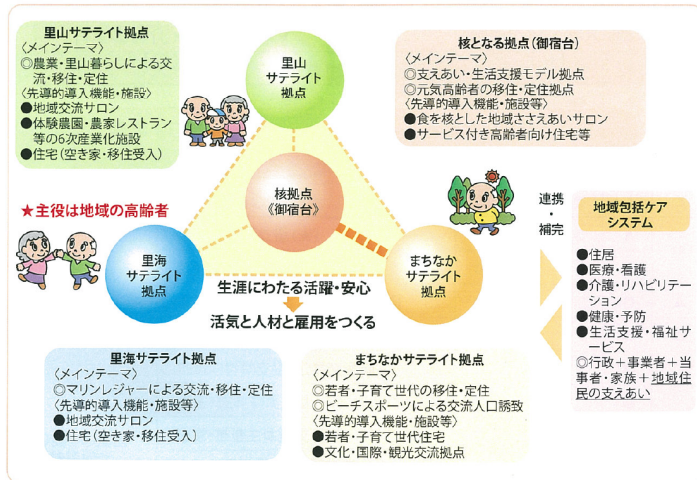 里山サテライト拠点
〈メインテーマ〉
◎農業・里山暮らしによる交
流・移住・定住
〈先導的導入機能・施設〉
●地域交流サロン
●体験農園・農家レストラン
等の6次産業化施設
●住宅(空き家・移住受入)
里山
サテライト
拠点
核となる拠点(御宿台)
〈メインテーマ〉
◎支えあい・生活支援モデル拠点
◎元気高齢者の移住・定住拠点
〈先導的導入機能・施設等〉
●食を核とした地域ささえあいサロン
●サービス付き高齢者向け住宅等
★主役は地域の高齢者
核拠点
《御宿台》
里海
サテライト
拠点
まちなか
サテライト
拠点
生涯にわたる活躍・安心
活気と人材と雇用をつくる
連携
・
補完
地域包括ケア
システム
●住居
●医療・看護
●介護・リハビリテー
ション
●健康・予防
●生活支援・福祉サー
ビス
◎行政+事業者+当
事者・家族+地域住
民の支えあい
里海サテライト拠点
〈メインテーマ〉
◎マリンレジャーによる交流・移住・定住
〈先導的導入機能・施設等〉
●地域交流サロン
●住宅(空き家・移住受入)
まちなかサテライト拠点
〈メインテーマ〉
◎若者・子育て世代の移住・定住
◎ビーチスポーツによる交流人口誘致
〈先導的導入機能・施設等〉
●若者・子育て世代住宅
●文化・国際・観光交流拠点